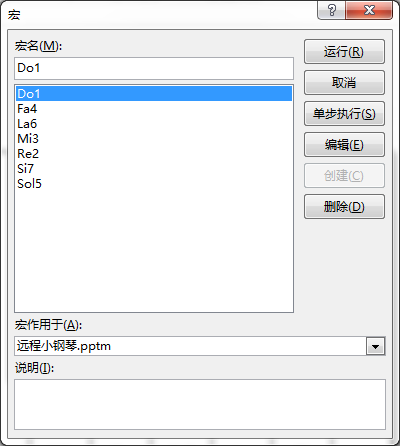 宏
宏名(M):
运行(R)
Do1
取消
Do1
Fa4
单步执行(S)
La6
Mi3
编辑(E)
Re2
Si7
创建(C)
Sol5
删除(D)
宏作用于(A):
远程小钢琴.pptm
说明(I):